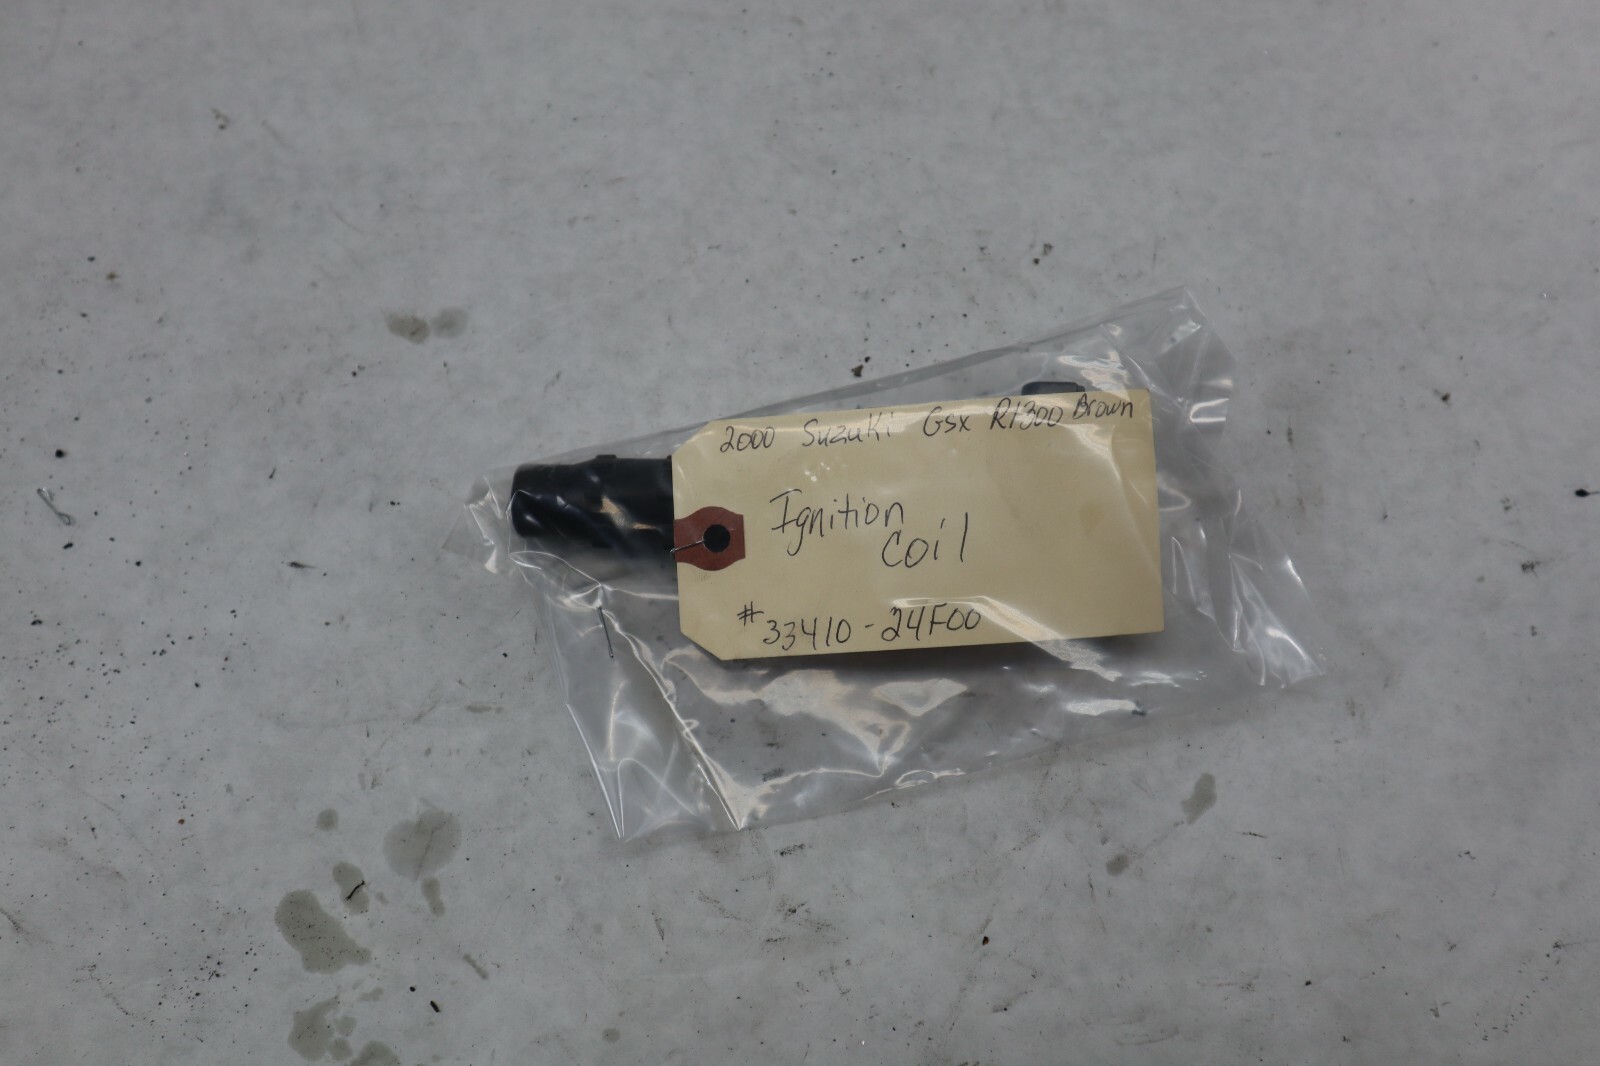 2000 Suzuki Gsx R1300 Brown
Ignition
coil
# 33410-24F00